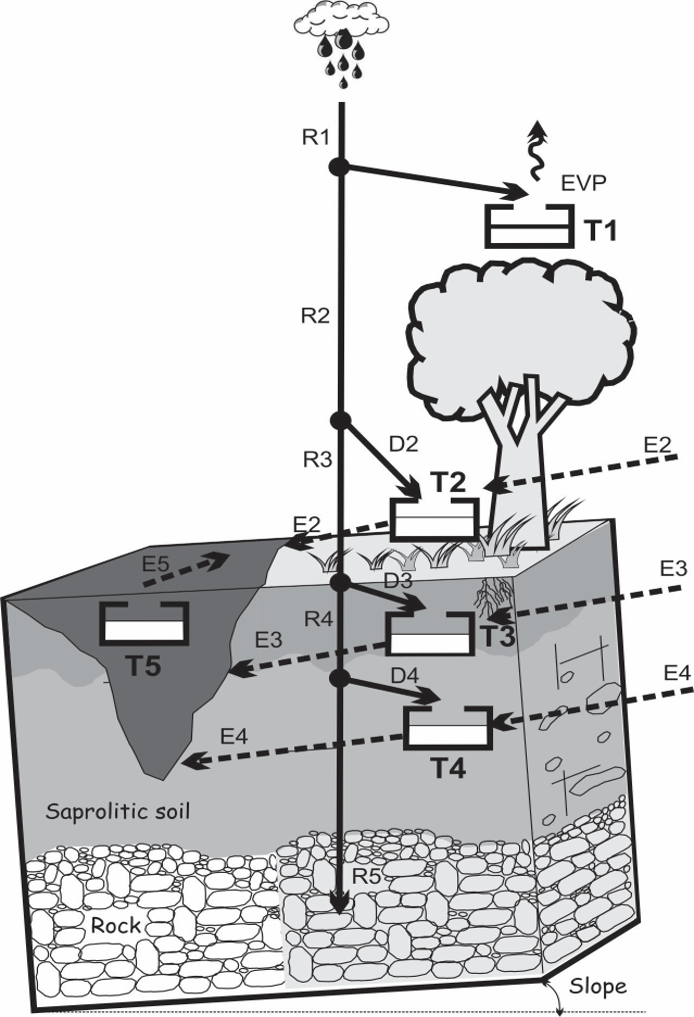 R1
EVP
T1
R2
D2
E2
R3
T2
E2
E5
D3
E3
R4
T3
E3
T5
D4
E4
E4
T4
Saprolitic soil
R5
Rock
Slope